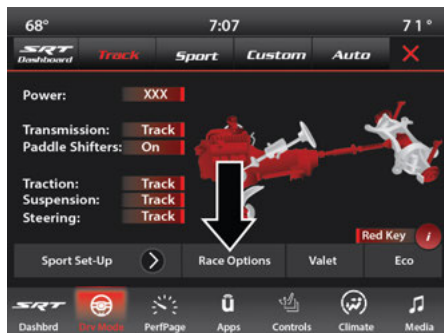 68° 7:07 71°
SRT Dashboard Track Sport Custom Auto X
Power: XXX
Transmission: Track
Paddle Shifters: On
Traction: Track
Suspension: Track
Steering: Track
Red Key i
Sport Set-Up > Race Options Valet Eco
SRT
Dashbrd Drv Mode PerfPage Apps Controls Climate Media